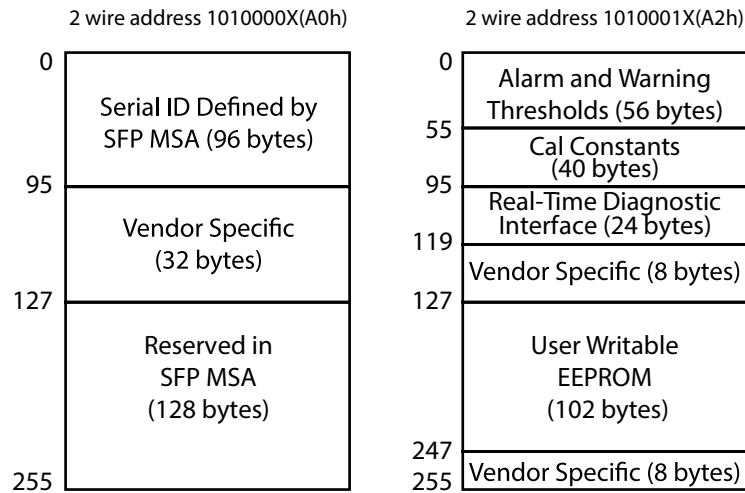 2 wire address 1010000X(A0h)
0
Serial ID Defined by
SFP MSA (96 bytes)
95
Vendor Specific
(32 bytes)
127
Reserved in
SFP MSA
(128 bytes)
255
2 wire address 1010001X(A2h)
0
Alarm and Warning
Thresholds (56 bytes)
55
Cal Constants
(40 bytes)
95
Real-Time Diagnostic
Interface (24 bytes)
119
Vendor Specific (8 bytes)
127
User Writable
EEPROM
(102 bytes)
247
Vendor Specific (8 bytes)
255